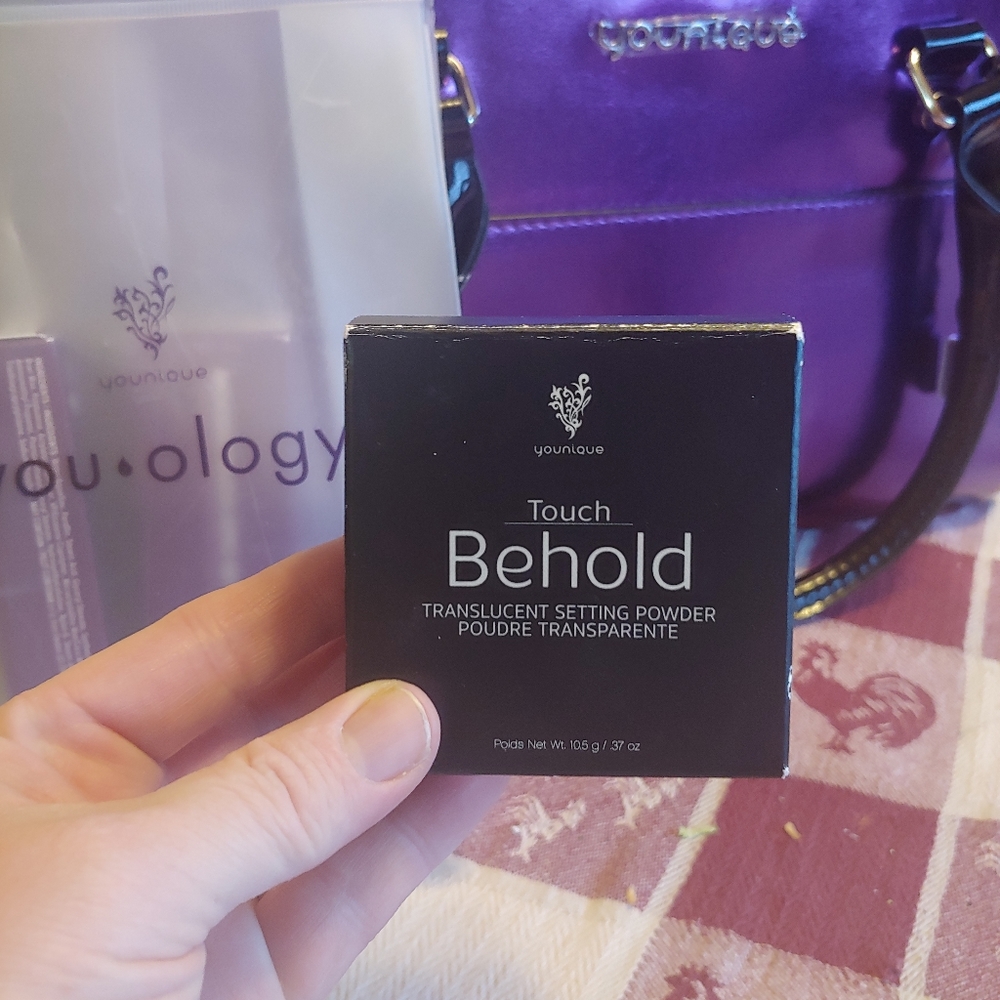 younique
younique
you·ology
younique
Touch
Behold
TRANSLUCENT SETTING POWDER
POUDRE TRANSPARENTE
Poids Net Wt. 10.5 g / .37 oz